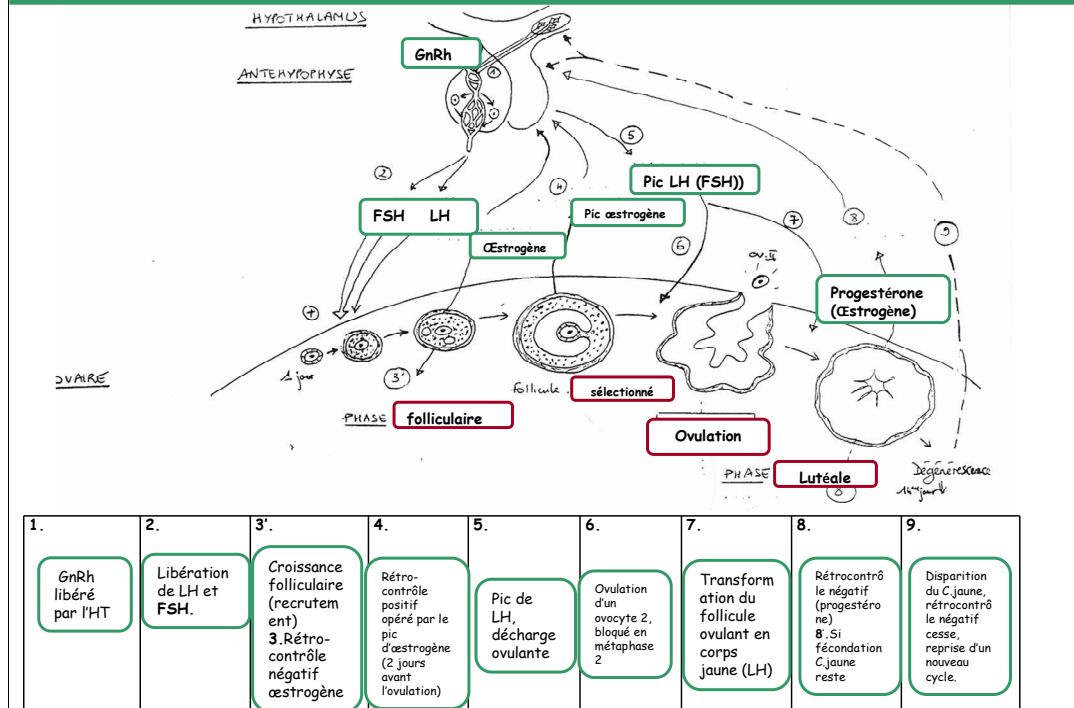 HYPOTHALAMUS
GnRh
ANTEHYPOPHYSE
1
5
2
4
Pic LH (FSH))
FSH LH
Pic œstrogène
7
8
9
Œstrogène
6
ov. II
Progestérone
(Œstrogène)
1 jour
OVAIRE
3'
follicule
sélectionné
PHASE folliculaire
Ovulation
PHASE Lutéale
Dégénérescence
8'
1. 2. 3'. 4. 5. 6. 7. 8. 9.
GnRh
libéré
par l'HT
Libération
de LH et
FSH.
Croissance
folliculaire
(recrutem
ent)
3.Rétro-
contrôle
négatif
œstrogène
Rétro-
contrôle
positif
opéré par le
pic
d'œstrogène
(2 jours
avant
l'ovulation)
Pic de
LH,
décharge
ovulante
Ovulation
d'un
ovocyte 2,
bloqué en
métaphase
2
Transform
ation du
follicule
ovulant en
corps
jaune (LH)
Rétrocontrô
le négatif
(progestéro
ne)
8'.Si
fécondation
C.jaune
reste
Disparition
du C.jaune,
rétrocontrô
le négatif
cesse,
reprise d'un
nouveau
cycle.